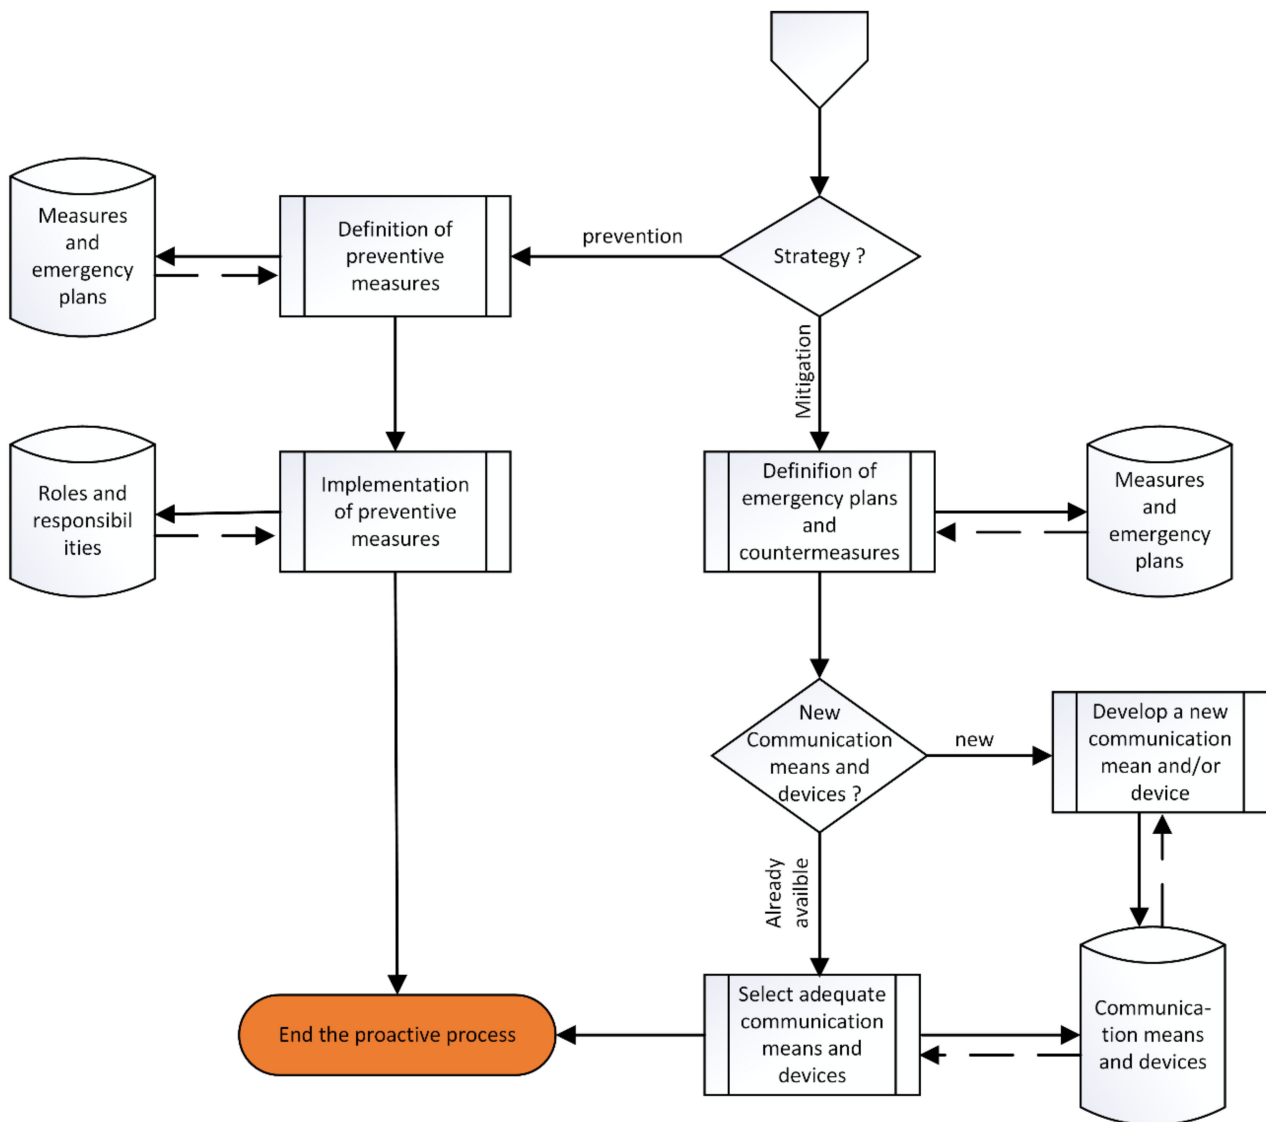 Strategy ?
prevention
Definition of
preventive
measures
Measures
and
emergency
plans
Mitigation
Roles and
responsibil
ities
Implementation
of preventive
measures
Definifion of
emergency plans
and
countermeasures
Measures
and
emergency
plans
New
Communication
means and
devices ?
new
Develop a new
communication
mean and/or
device
Already
availble
End the proactive process
Select adequate
communication
means and
devices
Communica-
tion means
and devices